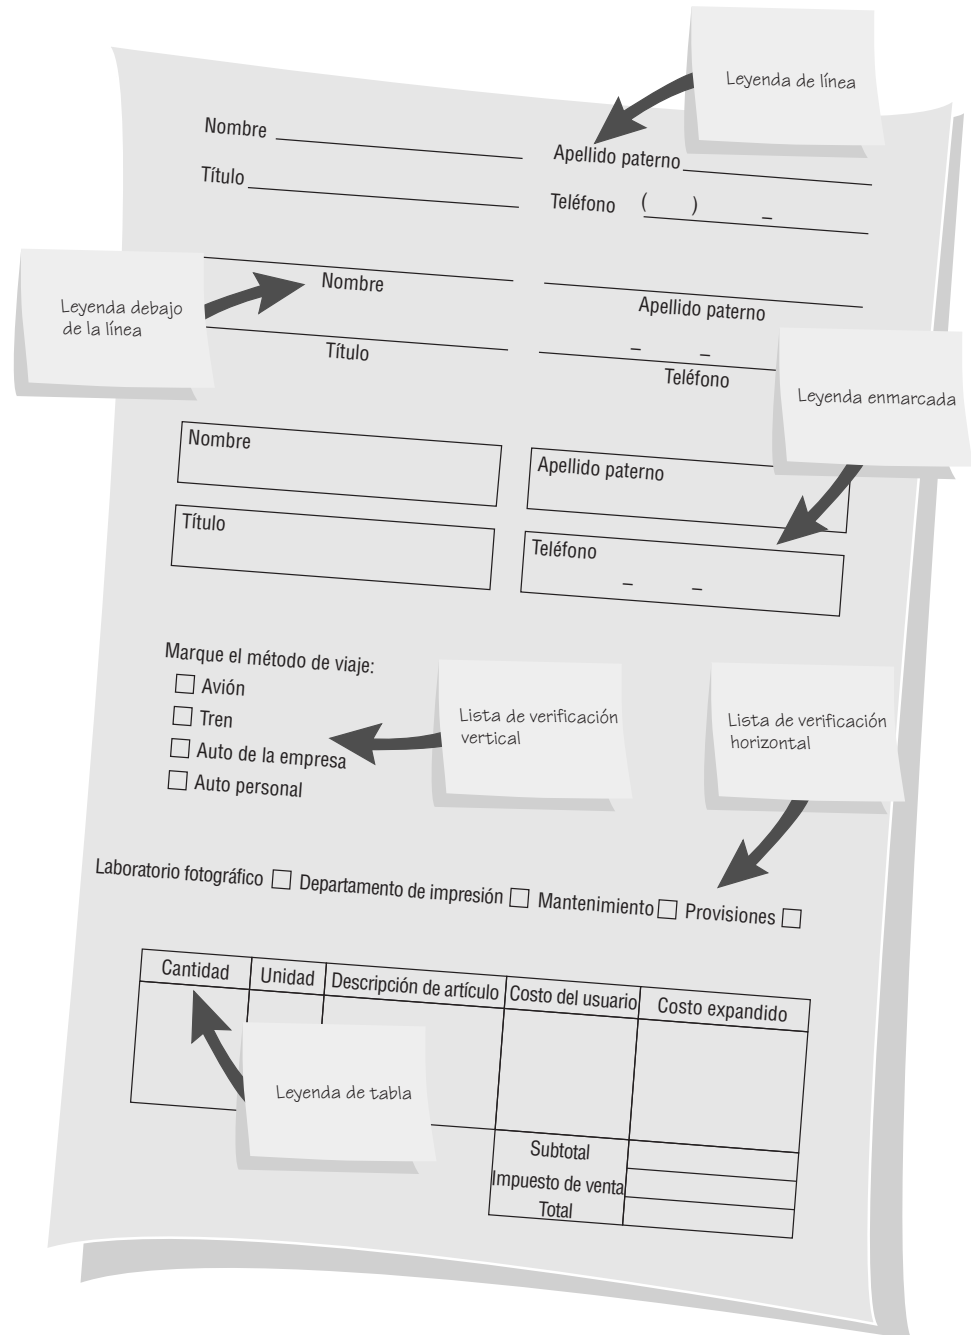 Leyenda de línea
Nombre
Apellido paterno
Título
Teléfono ( ) –
Leyenda debajo
de la línea
Nombre
Apellido paterno
– –
Título
Teléfono
Leyenda enmarcada
Nombre
Apellido paterno
Título
Teléfono
– –
Marque el método de viaje:
Avión
Tren
Auto de la empresa
Auto personal
Lista de verificación
vertical
Lista de verificación
horizontal
Laboratorio fotográfico Departamento de impresión Mantenimiento Provisiones
Cantidad Unidad Descripción de artículo Costo del usuario Costo expandido
Leyenda de tabla
Subtotal
Impuesto de venta
Total